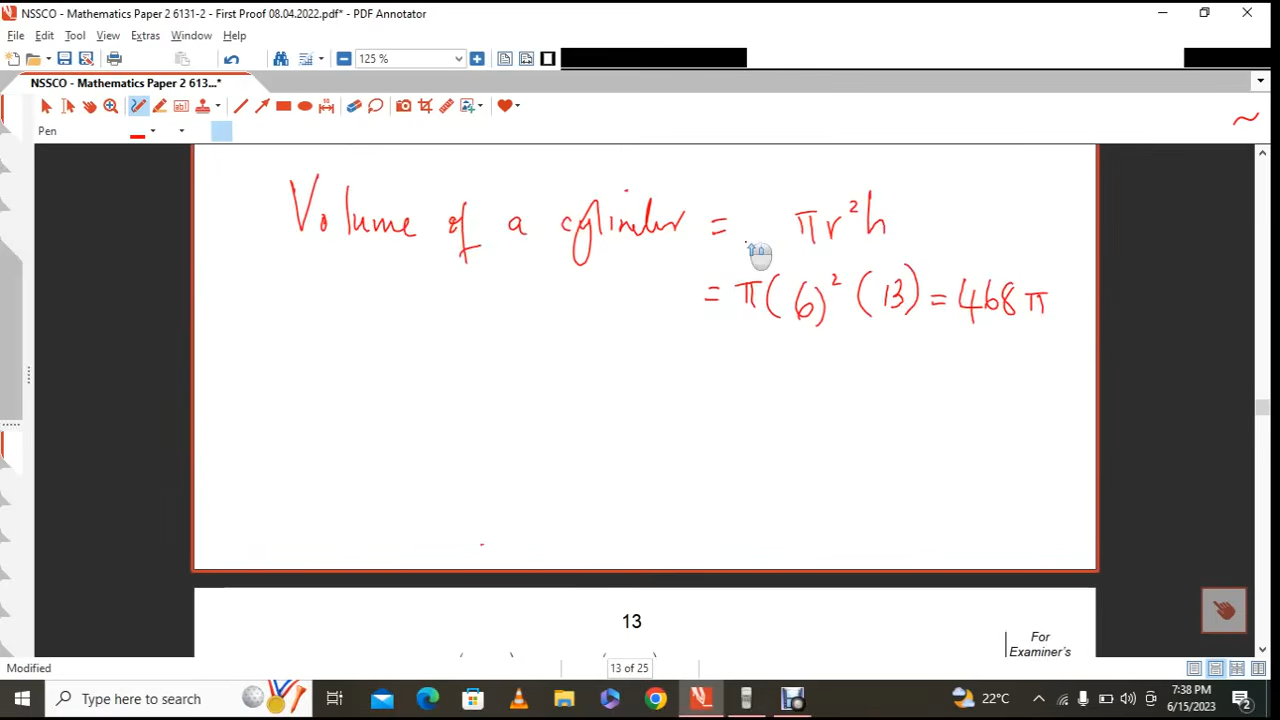 NSSCO - Mathematics Paper 2 6131-2 - First Proof 08.04.2022.pdf* - PDF Annotator
File Edit Tool View Extras Window Help
125 %
NSSCO - Mathematics Paper 2 613...*
Pen
Volume of a cylinder = πr²h
= π(6)² (13) = 468π
13
For
Examiner's
Modified
13 of 25
Type here to search
22°C
7:38 PM
6/15/2023
2